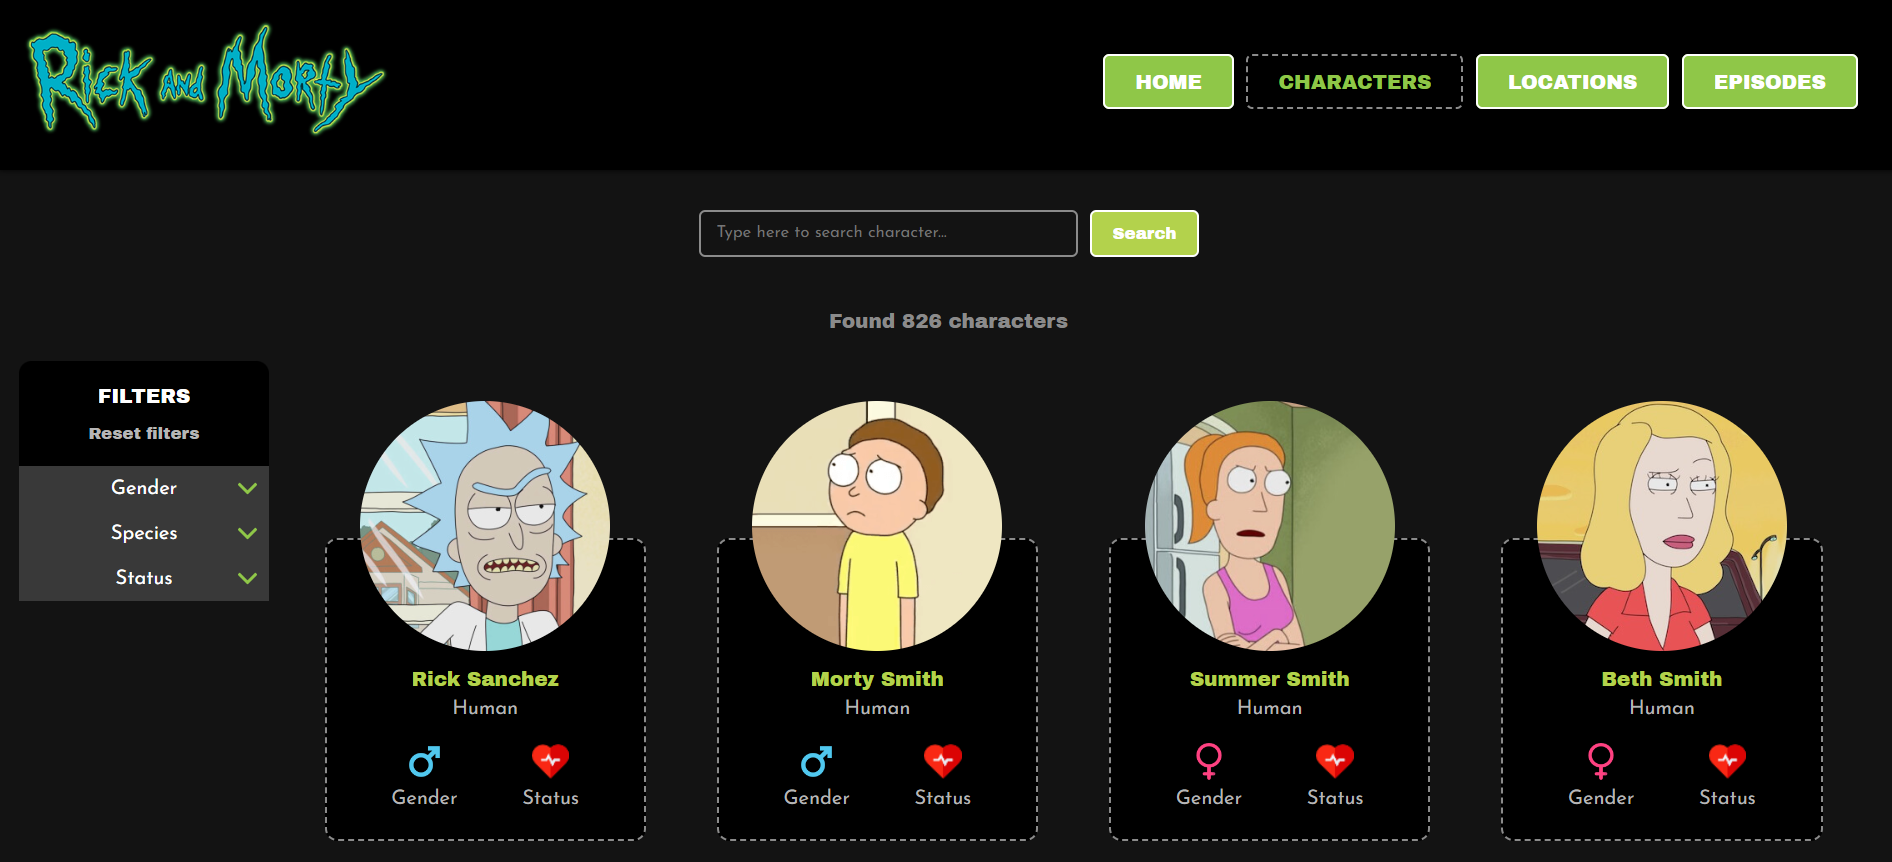 Rick and Morty
HOME
CHARACTERS
LOCATIONS
EPISODES
Type here to search character...
Search
Found 826 characters
FILTERS
Reset filters
Gender
Species
Status
Rick Sanchez
Human
Gender
Status
Morty Smith
Human
Gender
Status
Summer Smith
Human
Gender
Status
Beth Smith
Human
Gender
Status